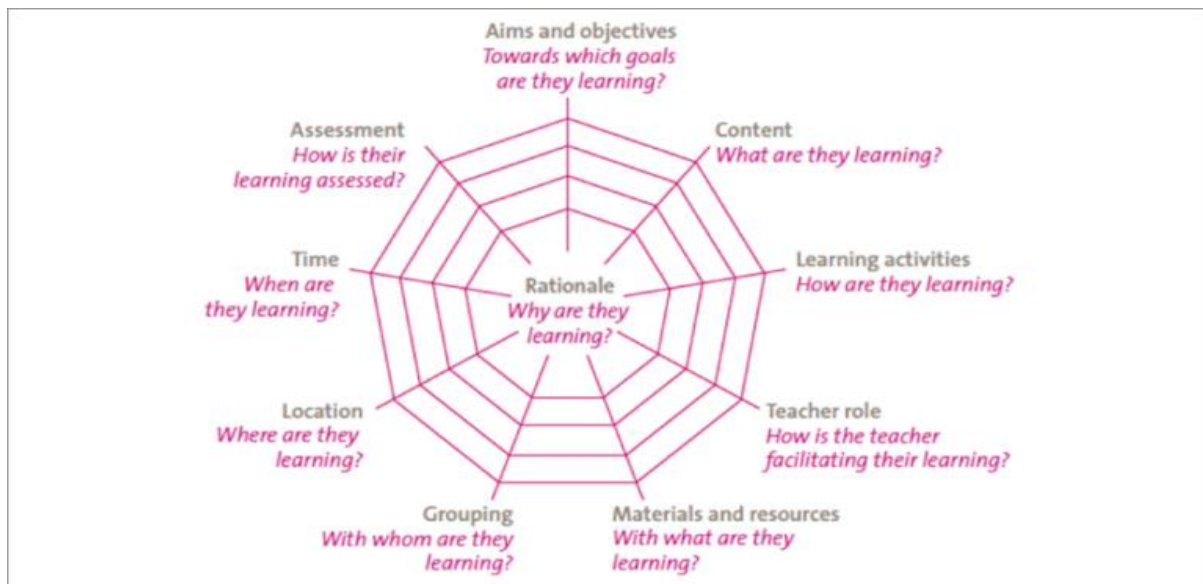 Aims and objectives
Towards which goals
are they learning?
Assessment
How is their
learning assessed?
Content
What are they learning?
Time
When are
they learning?
Rationale
Why are they
learning?
Learning activities
How are they learning?
Location
Where are they
learning?
Teacher role
How is the teacher
facilitating their learning?
Grouping
With whom are they
learning?
Materials and resources
With what are they
learning?